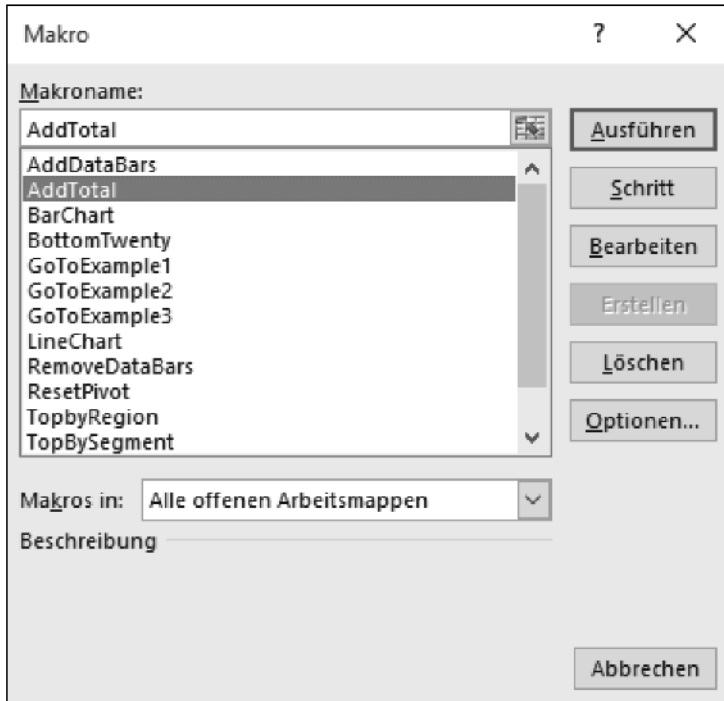 Makro ?
Makroname:
AddTotal
AddDataBars
AddTotal
BarChart
BottomTwenty
GoToExample1
GoToExample2
GoToExample3
LineChart
RemoveDataBars
ResetPivot
TopbyRegion
TopBySegment
Makros in: Alle offenen Arbeitsmappen
Beschreibung
Ausführen
Schritt
Bearbeiten
Erstellen
Löschen
Optionen...
Abbrechen